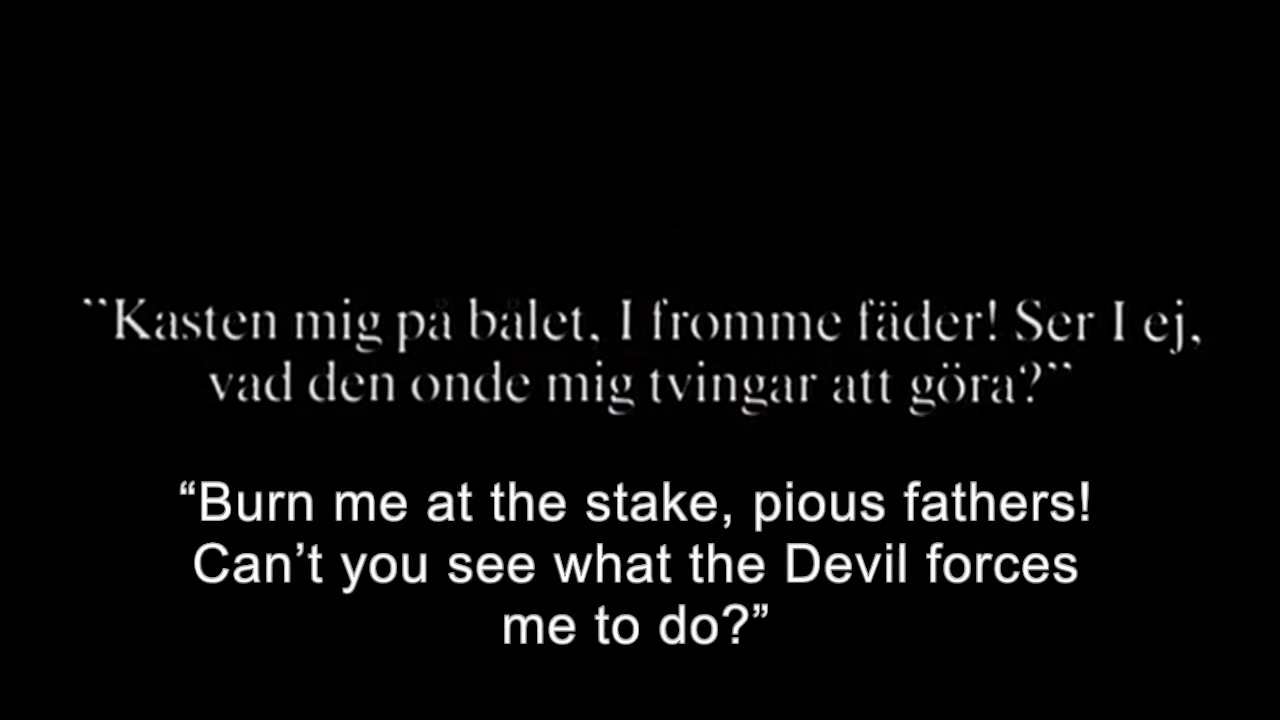 ``Kasten mig på bålet, I fromme fäder! Ser I ej,
vad den onde mig tvingar att göra?``
“Burn me at the stake, pious fathers!
Can’t you see what the Devil forces
me to do?”